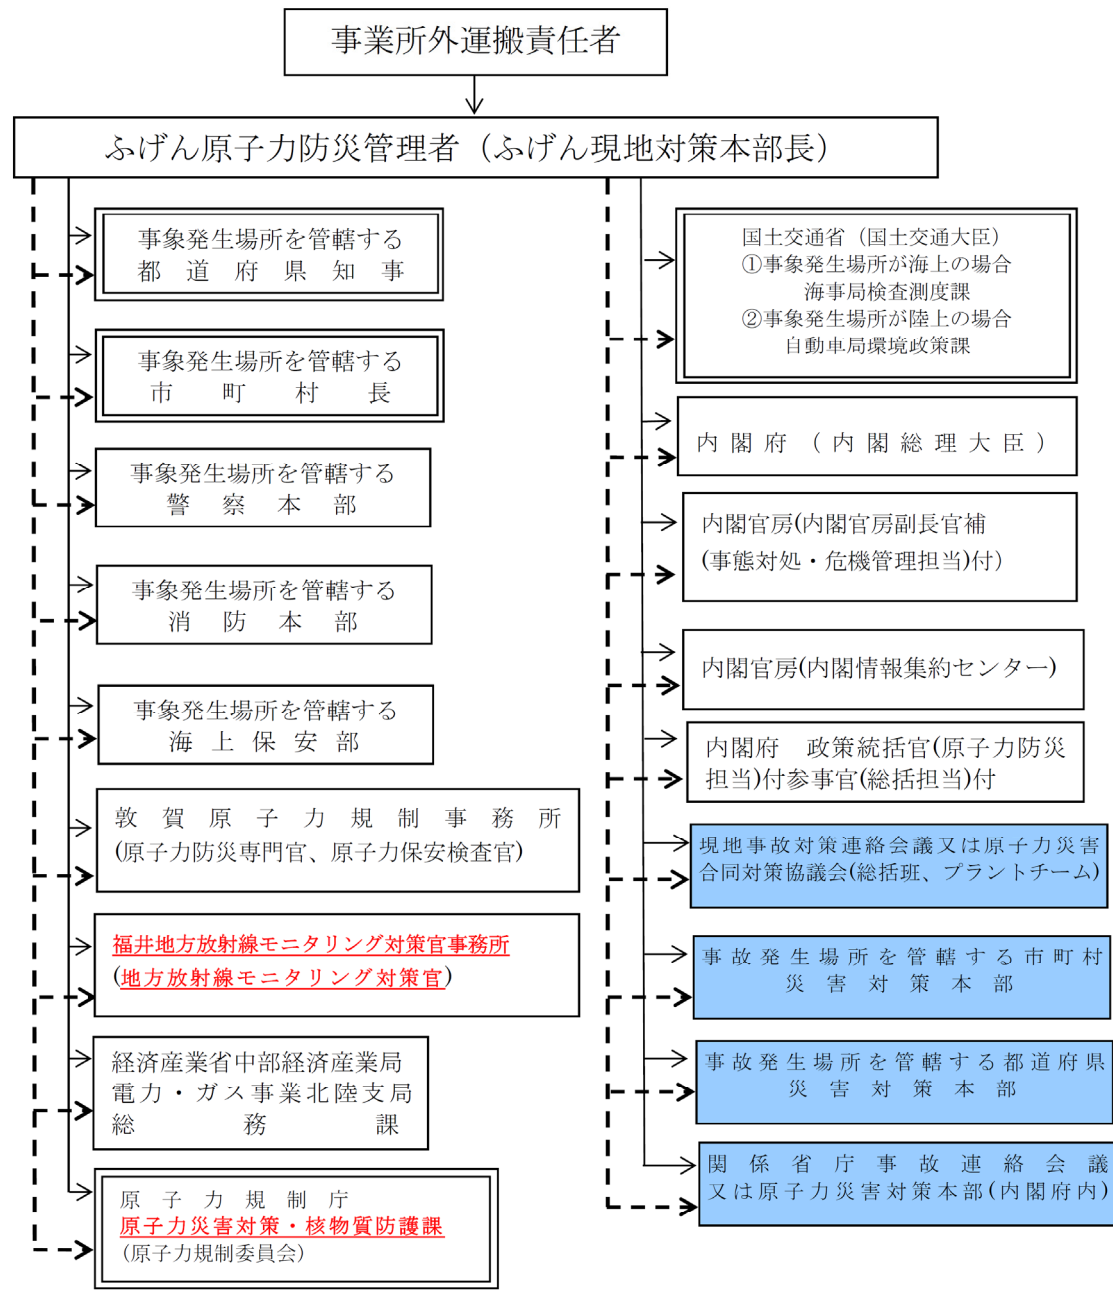 事業所外運搬責任者
ふげん原子力防災管理者（ふげん現地対策本部長）
事象発生場所を管轄する
都道府県知事
事象発生場所を管轄する
市町村長
事象発生場所を管轄する
警察本部
事象発生場所を管轄する
消防本部
事象発生場所を管轄する
海上保安部
敦賀原子力規制事務所
(原子力防災専門官、原子力保安検査官)
福井地方放射線モニタリング対策官事務所
(地方放射線モニタリング対策官)
経済産業省中部経済産業局
電力・ガス事業北陸支局
総務課
原子力規制庁
原子力災害対策・核物質防護課
(原子力規制委員会)
国土交通省（国土交通大臣）
①事象発生場所が海上の場合
海事局検査測度課
②事象発生場所が陸上の場合
自動車局環境政策課
内閣府（内閣総理大臣）
内閣官房(内閣官房副長官補
(事態対処・危機管理担当)付）
内閣官房(内閣情報集約センター)
内閣府　政策統括官(原子力防災
担当)付参事官(総括担当)付
現地事故対策連絡会議又は原子力災害
合同対策協議会(総括班、プラントチーム)
事故発生場所を管轄する市町村
災害対策本部
事故発生場所を管轄する都道府県
災害対策本部
関係省庁事故連絡会議
又は原子力災害対策本部(内閣府内)